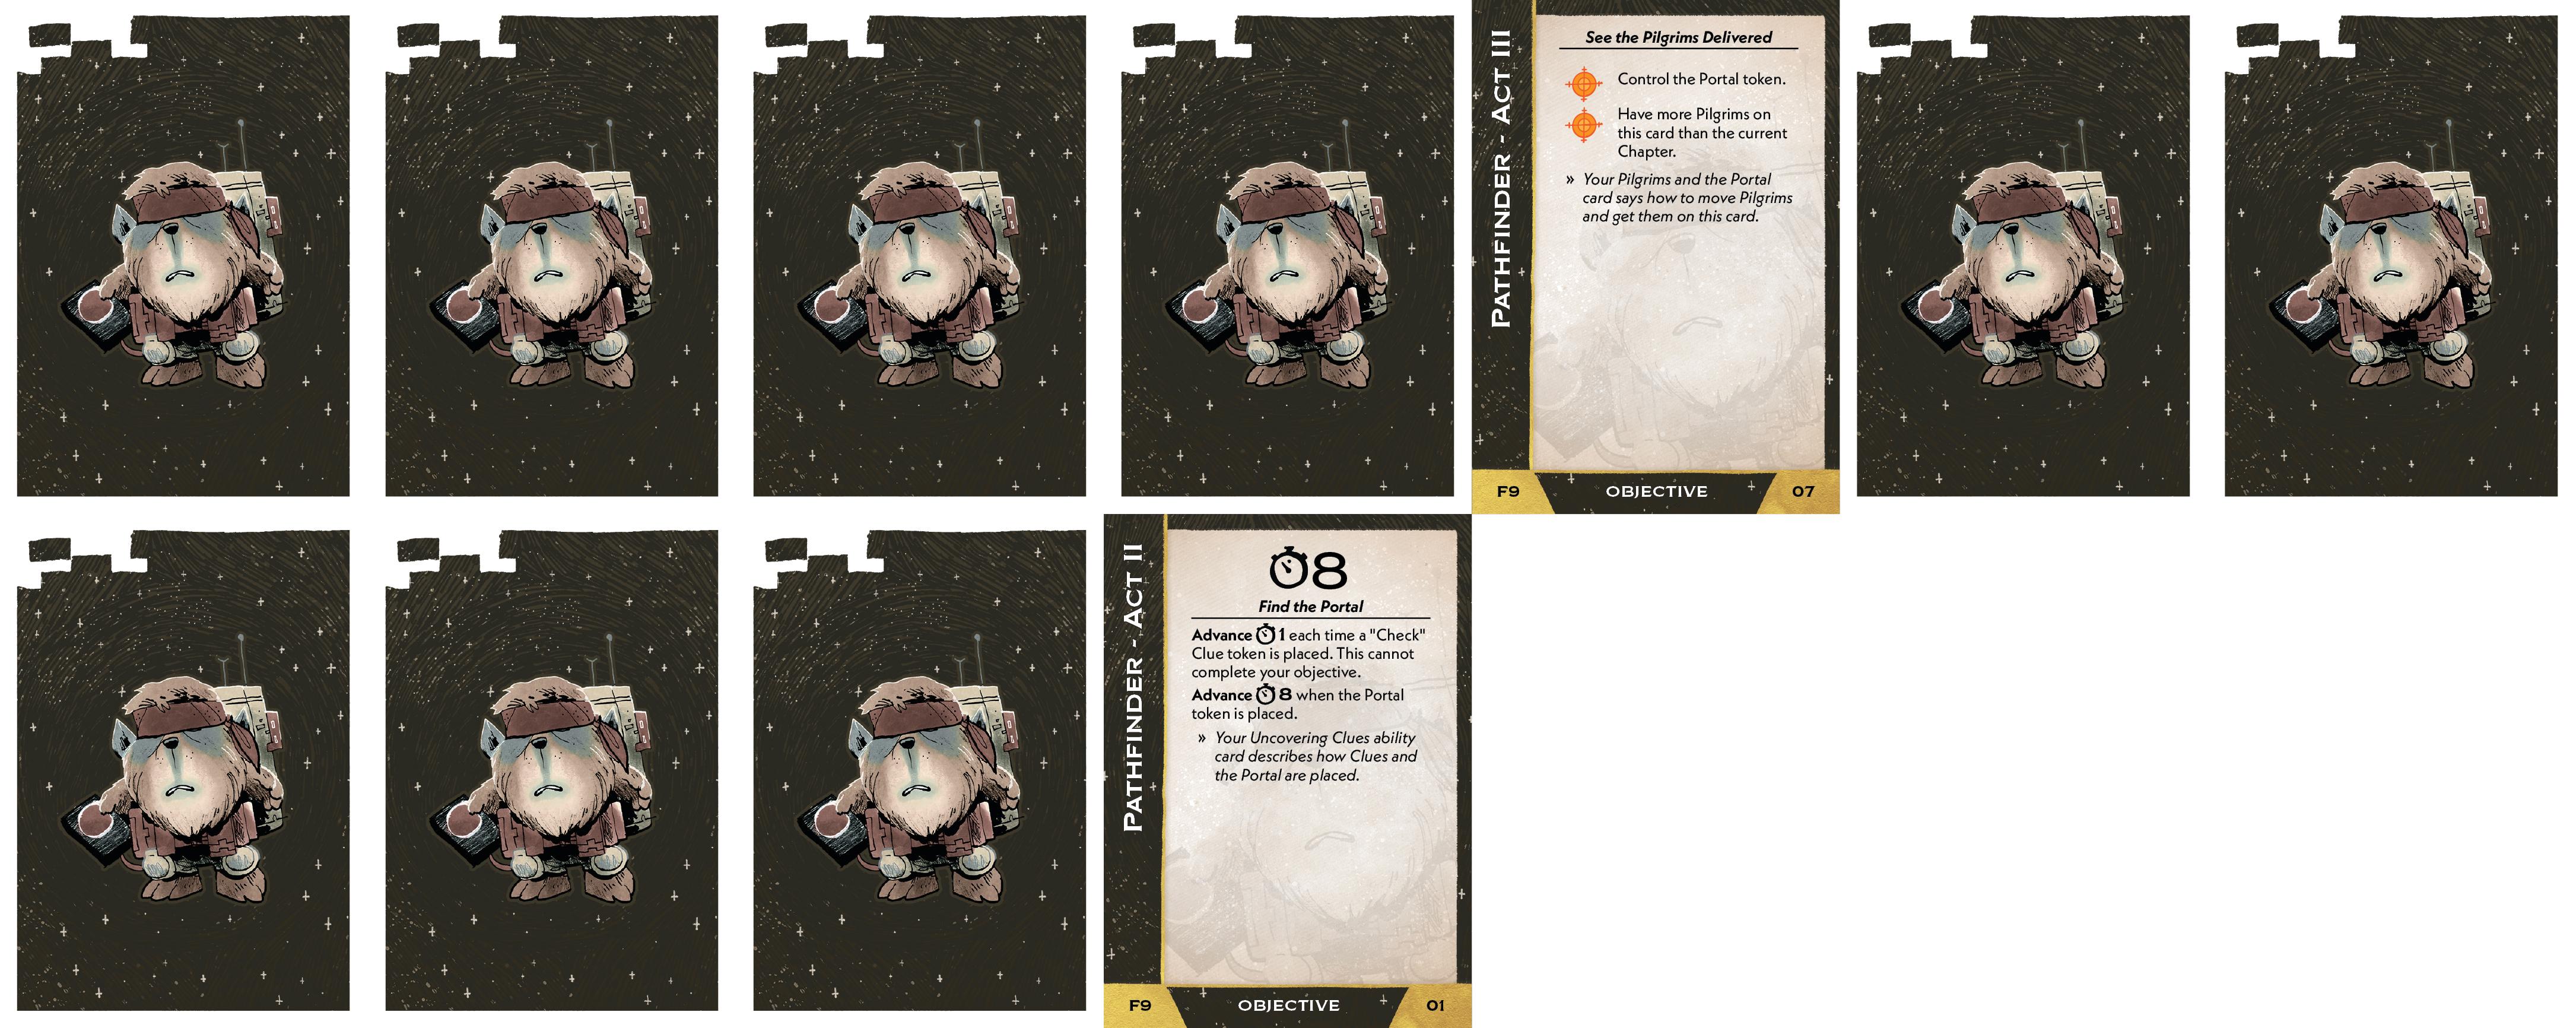 PATHFINDER - ACT III
See the Pilgrims Delivered
Control the Portal token.
Have more Pilgrims on
this card than the current
Chapter.
» Your Pilgrims and the Portal
card says how to move Pilgrims
and get them on this card.
F9
OBJECTIVE
07
PATHFINDER - ACT II
8
Find the Portal
Advance 1 each time a "Check"
Clue token is placed. This cannot
complete your objective.
Advance 8 when the Portal
token is placed.
» Your Uncovering Clues ability
card describes how Clues and
the Portal are placed.
F9
OBJECTIVE
01